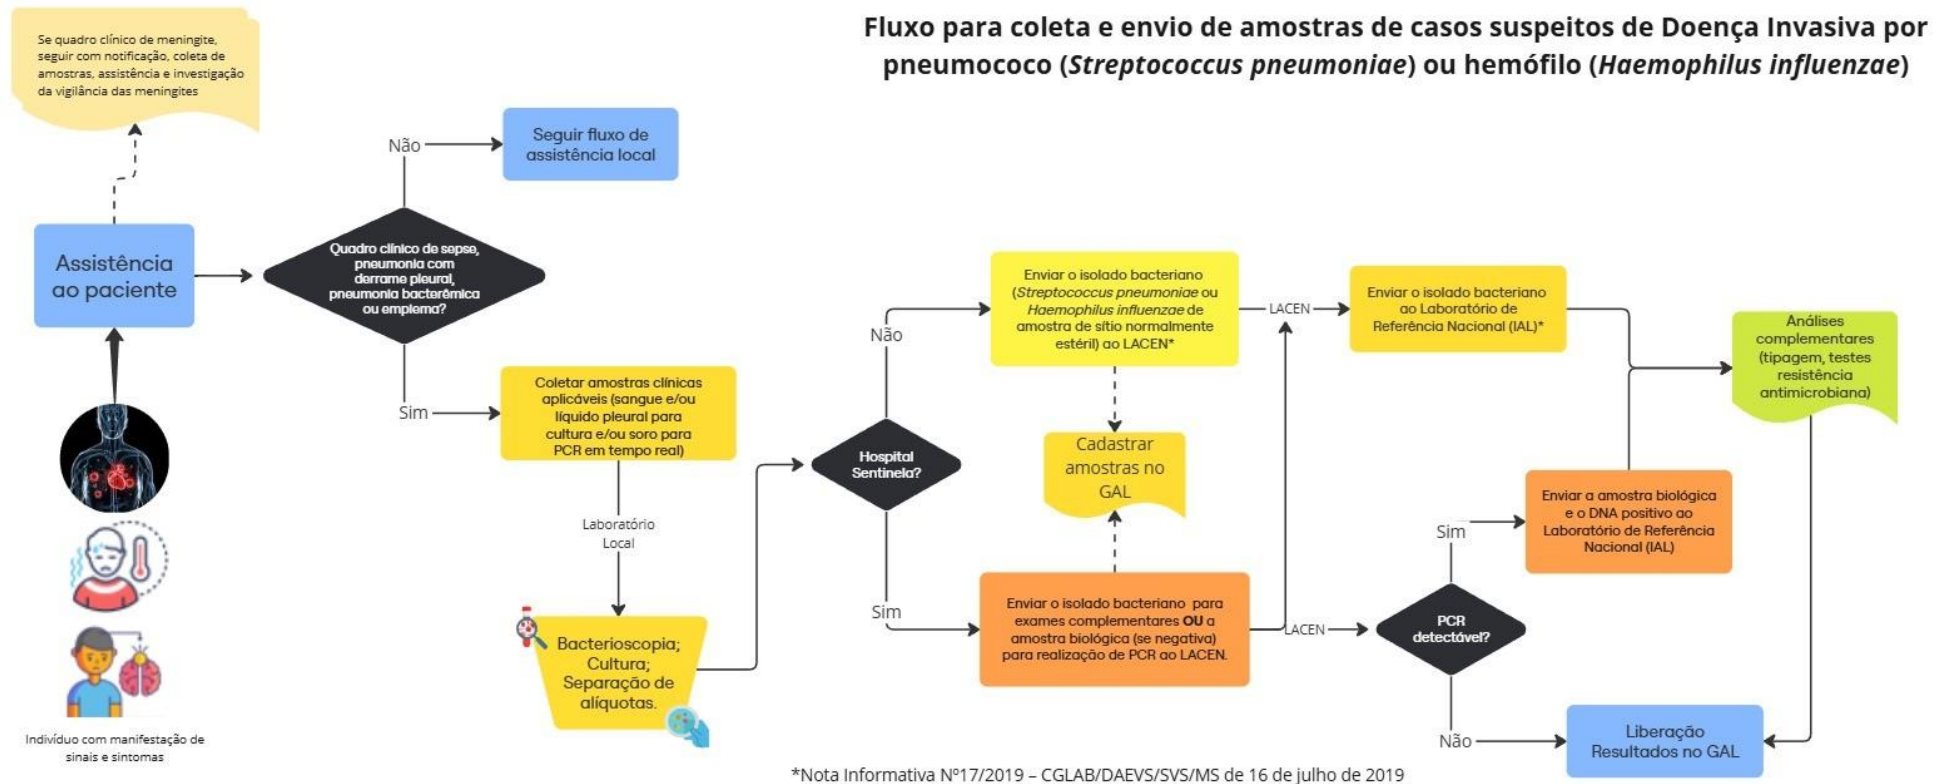 Fluxo para coleta e envio de amostras de casos suspeitos de Doença Invasiva por
pneumococo (Streptococcus pneumoniae) ou hemófilo (Haemophilus influenzae)
Se quadro clínico de meningite,
seguir com notificação, coleta de
amostras, assistência e investigação
da vigilância das meningites
Assistência
ao paciente
Indivíduo com manifestação de
sinais e sintomas
Quadro clínico de sepse,
pneumonia com
derrame pleural,
pneumonia bacterêmica
ou empiema?
Não
Seguir fluxo de
assistência local
Sim
Coletar amostras clínicas
aplicáveis (sangue e/ou
líquido pleural para
cultura e/ou soro para
PCR em tempo real)
Laboratório
Local
Bacterioscopia;
Cultura;
Separação de
alíquotas.
Hospital
Sentinela?
Não
Enviar o isolado bacteriano
(Streptococcus pneumoniae ou
Haemophilus influenzae de
amostra de sítio normalmente
estéril) ao LACEN*
Cadastrar
amostras no
GAL
Sim
Enviar o isolado bacteriano para
exames complementares OU a
amostra biológica (se negativa)
para realização de PCR ao LACEN.
LACEN
Enviar o isolado bacteriano
ao Laboratório de
Referência Nacional (IAL)*
LACEN
PCR
detectável?
Sim
Enviar a amostra biológica
e o DNA positivo ao
Laboratório de Referência
Nacional (IAL)
Análises
complementares
(tipagem, testes
resistência
antimicrobiana)
Não
Liberação
Resultados no GAL
*Nota Informativa Nº17/2019 – CGLAB/DAEVS/SVS/MS de 16 de julho de 2019